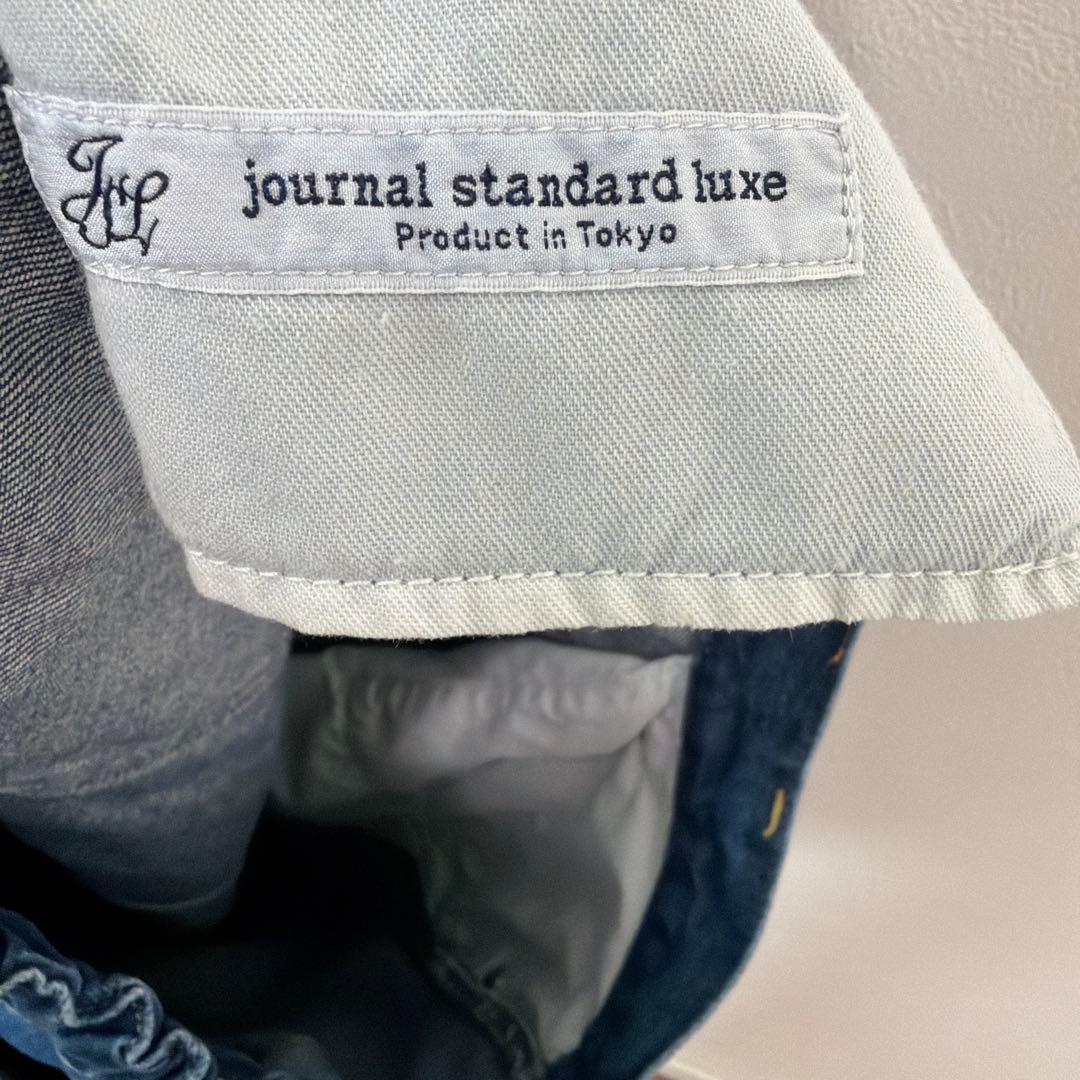 JSL
journal standard luxe
Product in Tokyo